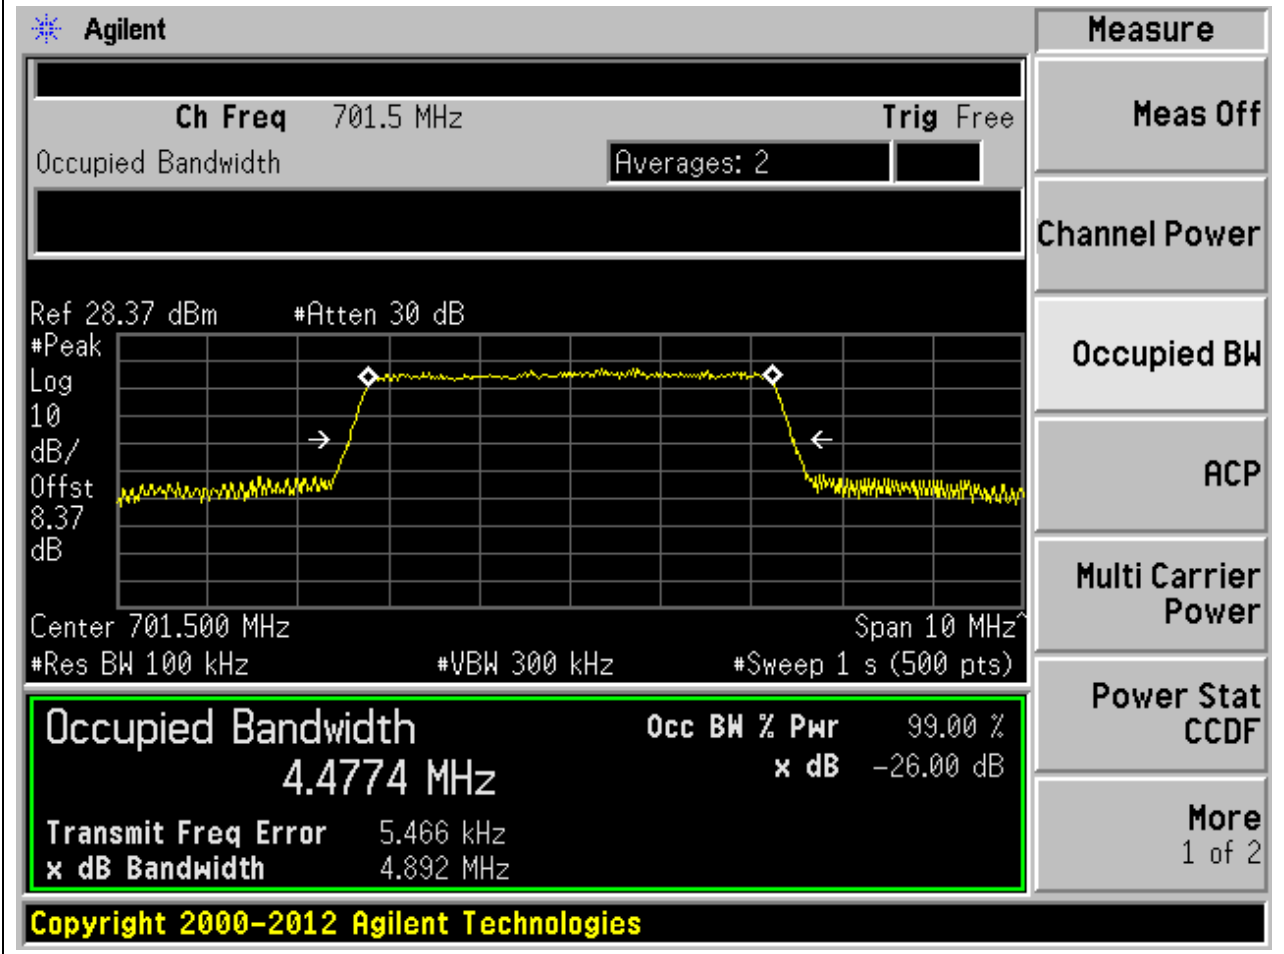 Agilent
Measure
Ch Freq 701.5 MHz Trig Free
Occupied Bandwidth Averages: 2
Meas Off
Channel Power
Occupied BW
ACP
Multi Carrier
Power
Power Stat
CCDF
More
1 of 2
Ref 28.37 dBm #Atten 30 dB
#Peak
Log
10
dB/
Offst
8.37
dB
Center 701.500 MHz Span 10 MHz^
#Res BW 100 kHz #VBW 300 kHz #Sweep 1 s (500 pts)
Occupied Bandwidth Occ BW % Pwr 99.00 %
4.4774 MHz x dB -26.00 dB
Transmit Freq Error 5.466 kHz
x dB Bandwidth 4.892 MHz
Copyright 2000-2012 Agilent Technologies